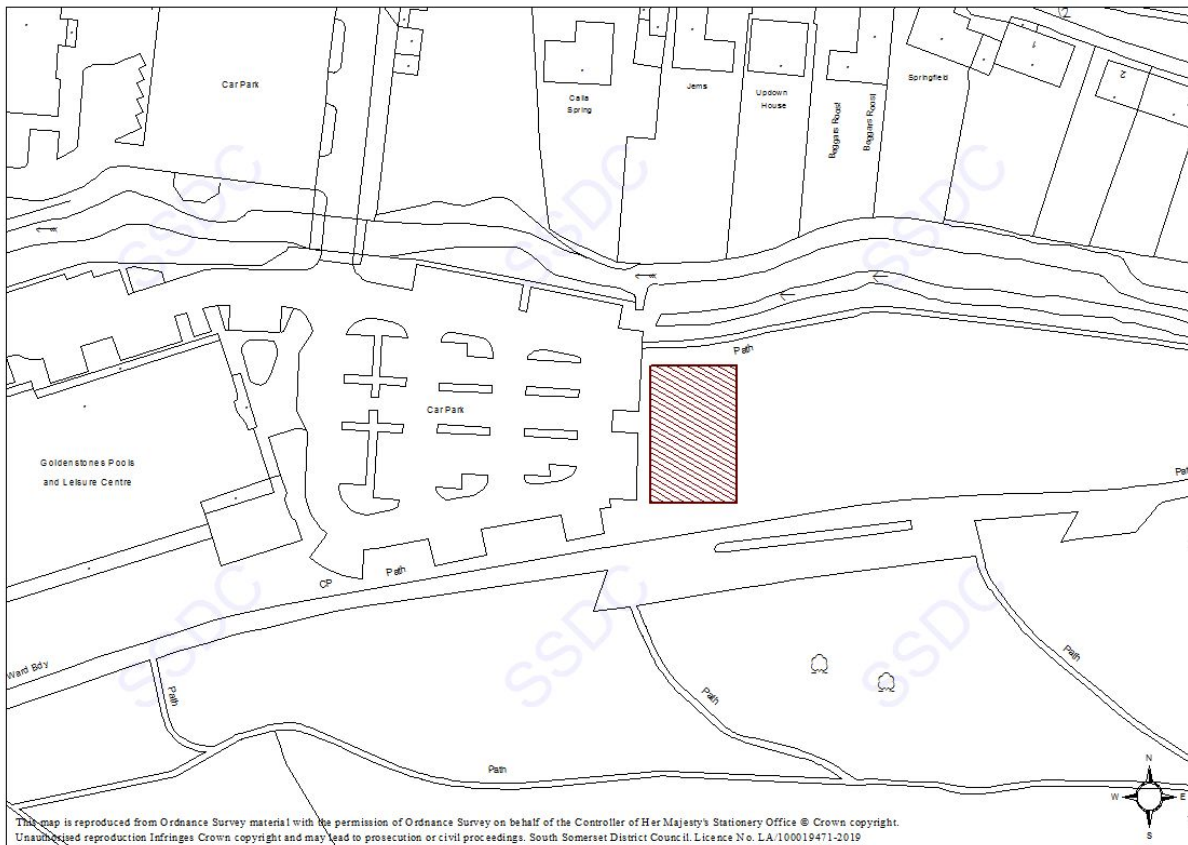 2
Car Park
Calla
Spring
Jems
Updown
House
Beggars Roost
Beggars Roost
Springfield
1
2
SSDC
SSDC
SSDC
Path
Car Park
Goldenstones Pools
and Leisure Centre
CP
Path
SSDC
SSDC
SSDC
Ward Bdy
Path
Path
Path
Path
N
W
E
S
This map is reproduced from Ordnance Survey material with the permission of Ordnance Survey on behalf of the Controller of Her Majesty's Stationery Office © Crown copyright.
Unauthorised reproduction infringes Crown copyright and may lead to prosecution or civil proceedings. South Somerset District Council. Licence No. LA/100019471-2019